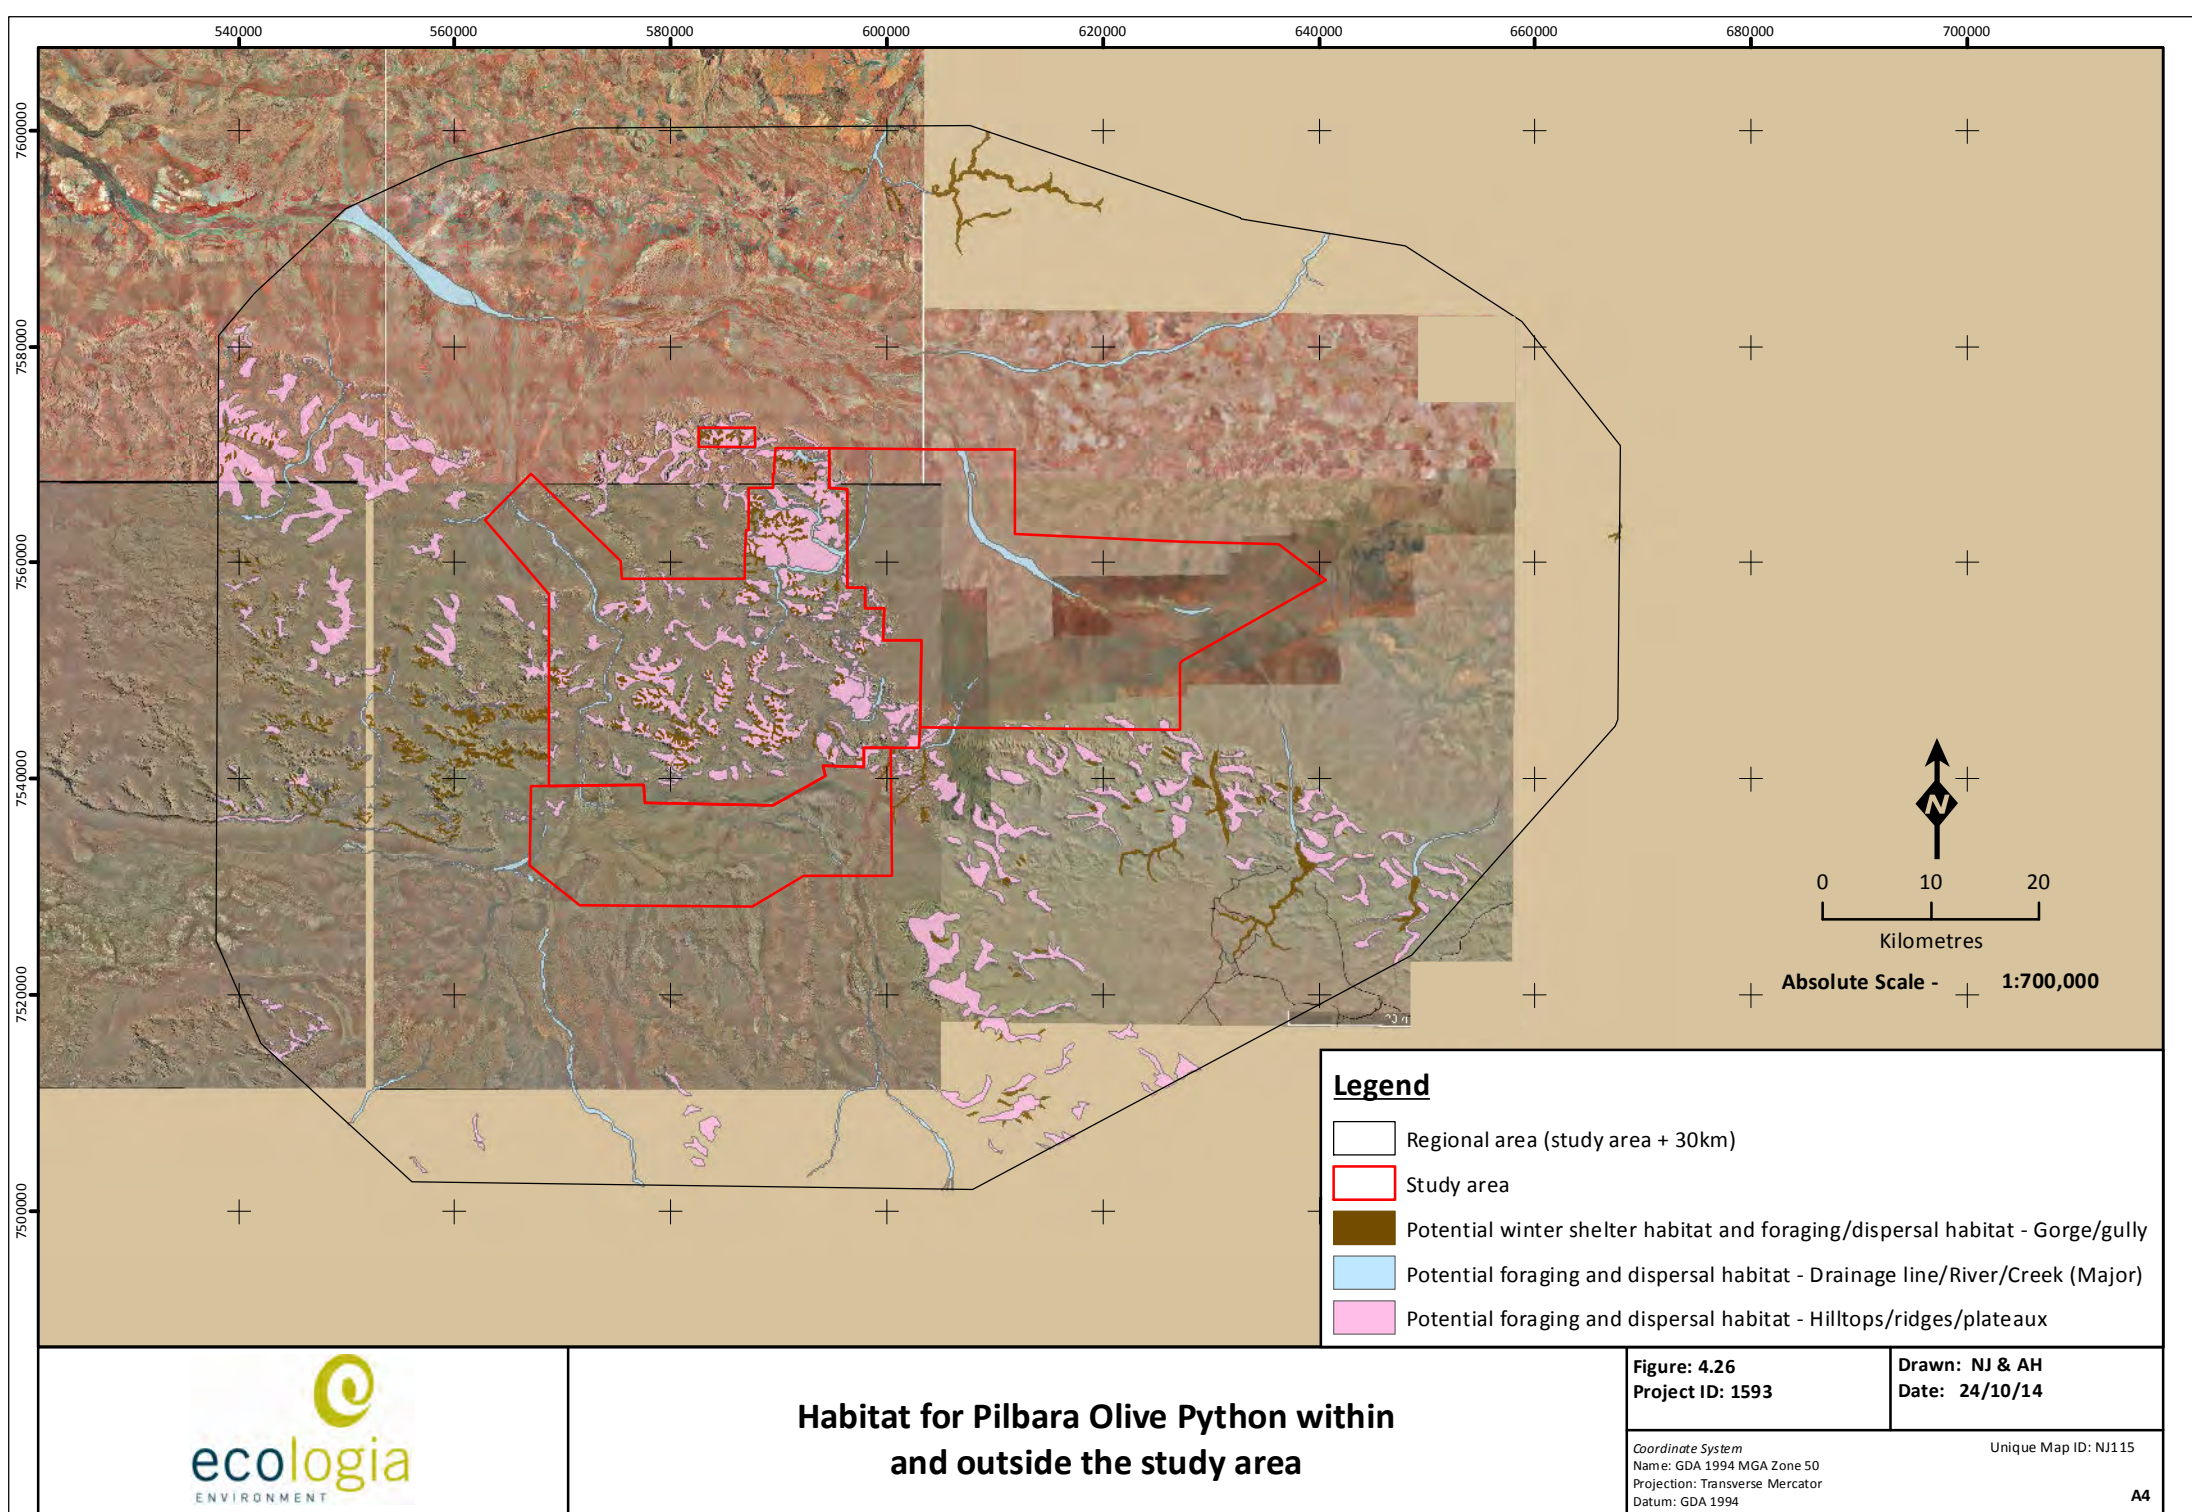 540000 560000 580000 600000 620000 640000 660000 680000 700000
7600000
7580000
7560000
7540000
7520000
7500000
N
0 10 20
Kilometres
Absolute Scale - 1:700,000
Legend
Regional area (study area + 30km)
Study area
Potential winter shelter habitat and foraging/dispersal habitat - Gorge/gully
Potential foraging and dispersal habitat - Drainage line/River/Creek (Major)
Potential foraging and dispersal habitat - Hilltops/ridges/plateaux
ecologia
ENVIRONMENT
Habitat for Pilbara Olive Python within
and outside the study area
Figure: 4.26
Project ID: 1593
Drawn: NJ & AH
Date: 24/10/14
Coordinate System
Name: GDA 1994 MGA Zone 50
Projection: Transverse Mercator
Datum: GDA 1994
Unique Map ID: NJ115
A4